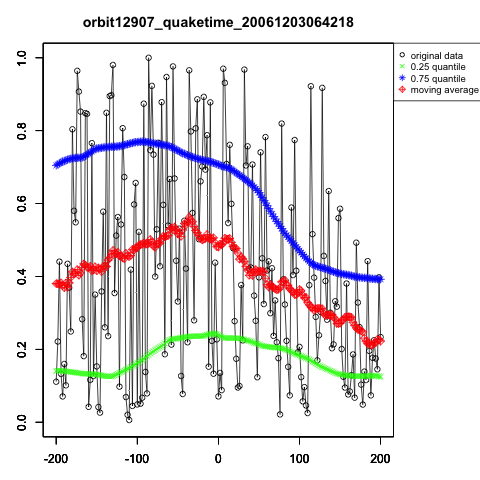 orbit12907_quaketime_20061203064218
original data
0.25 quantile
0.75 quantile
moving average
1.0
0.8
0.6
0.4
0.2
0.0
-200 -100 0 100 200